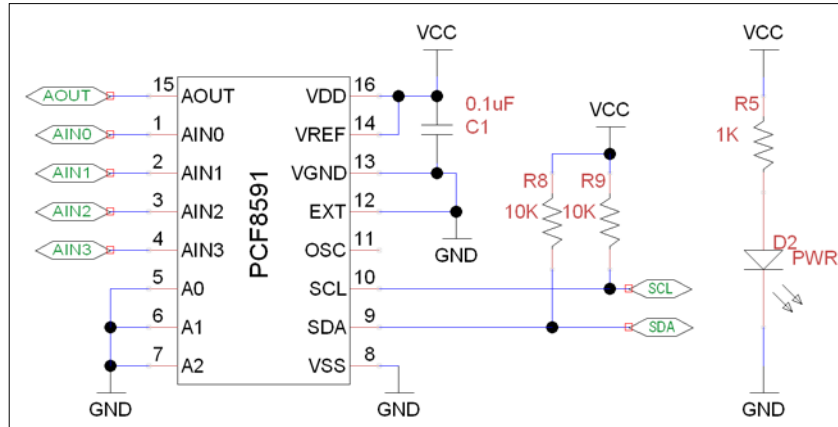 VCC
VCC
15
AOUT
AOUT
VDD
16
0.1uF
C1
R5
1K
AIN0
1
AIN0
VREF
14
VCC
AIN1
2
AIN1
VGND
13
R8
R9
AIN2
3
AIN2
EXT
12
10K
10K
AIN3
4
AIN3
OSC
11
GND
D2
PWR
PCF8591
5
A0
SCL
10
SCL
6
A1
SDA
9
SDA
7
A2
VSS
8
GND
GND
GND